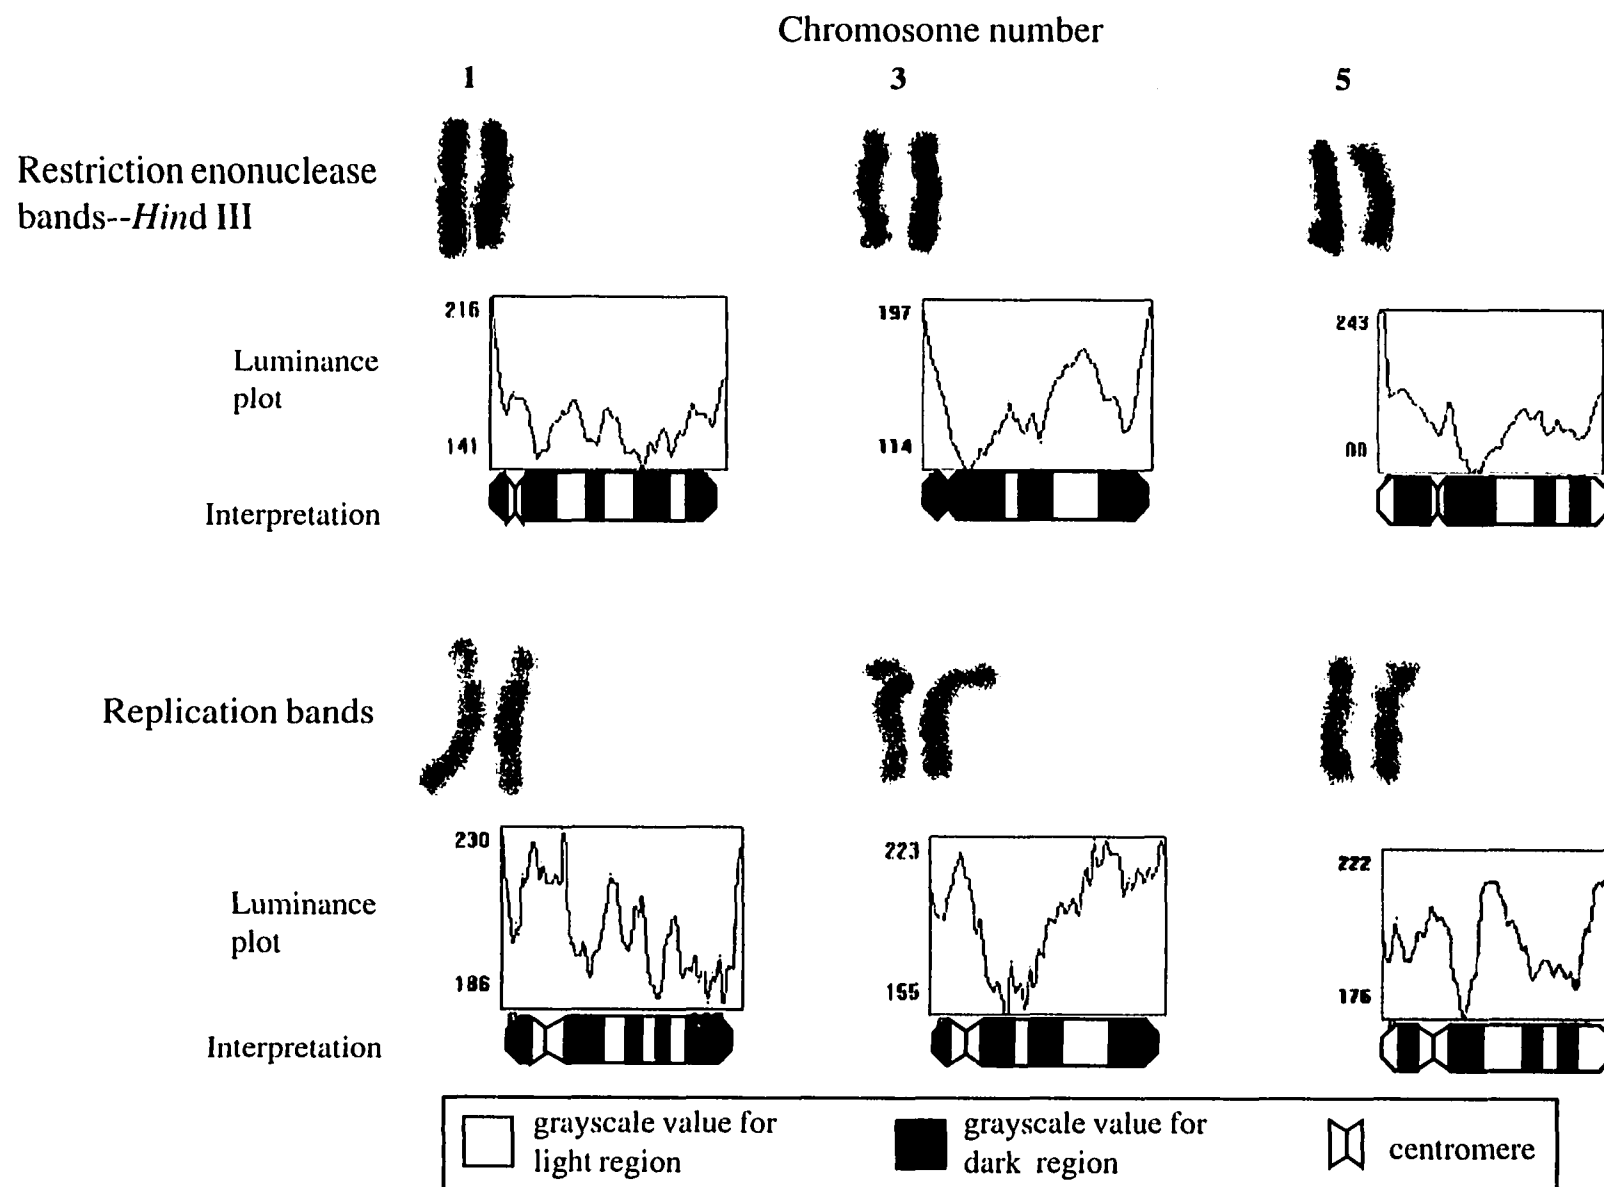 Chromosome number
1 3 5
Restriction enonuclease
bands--Hind III
216 197 243
Luminance
plot
141 114 00
Interpretation
Replication bands
230 223 222
Luminance
plot
186 155 176
Interpretation
grayscale value for
light region
grayscale value for
dark region
centromere